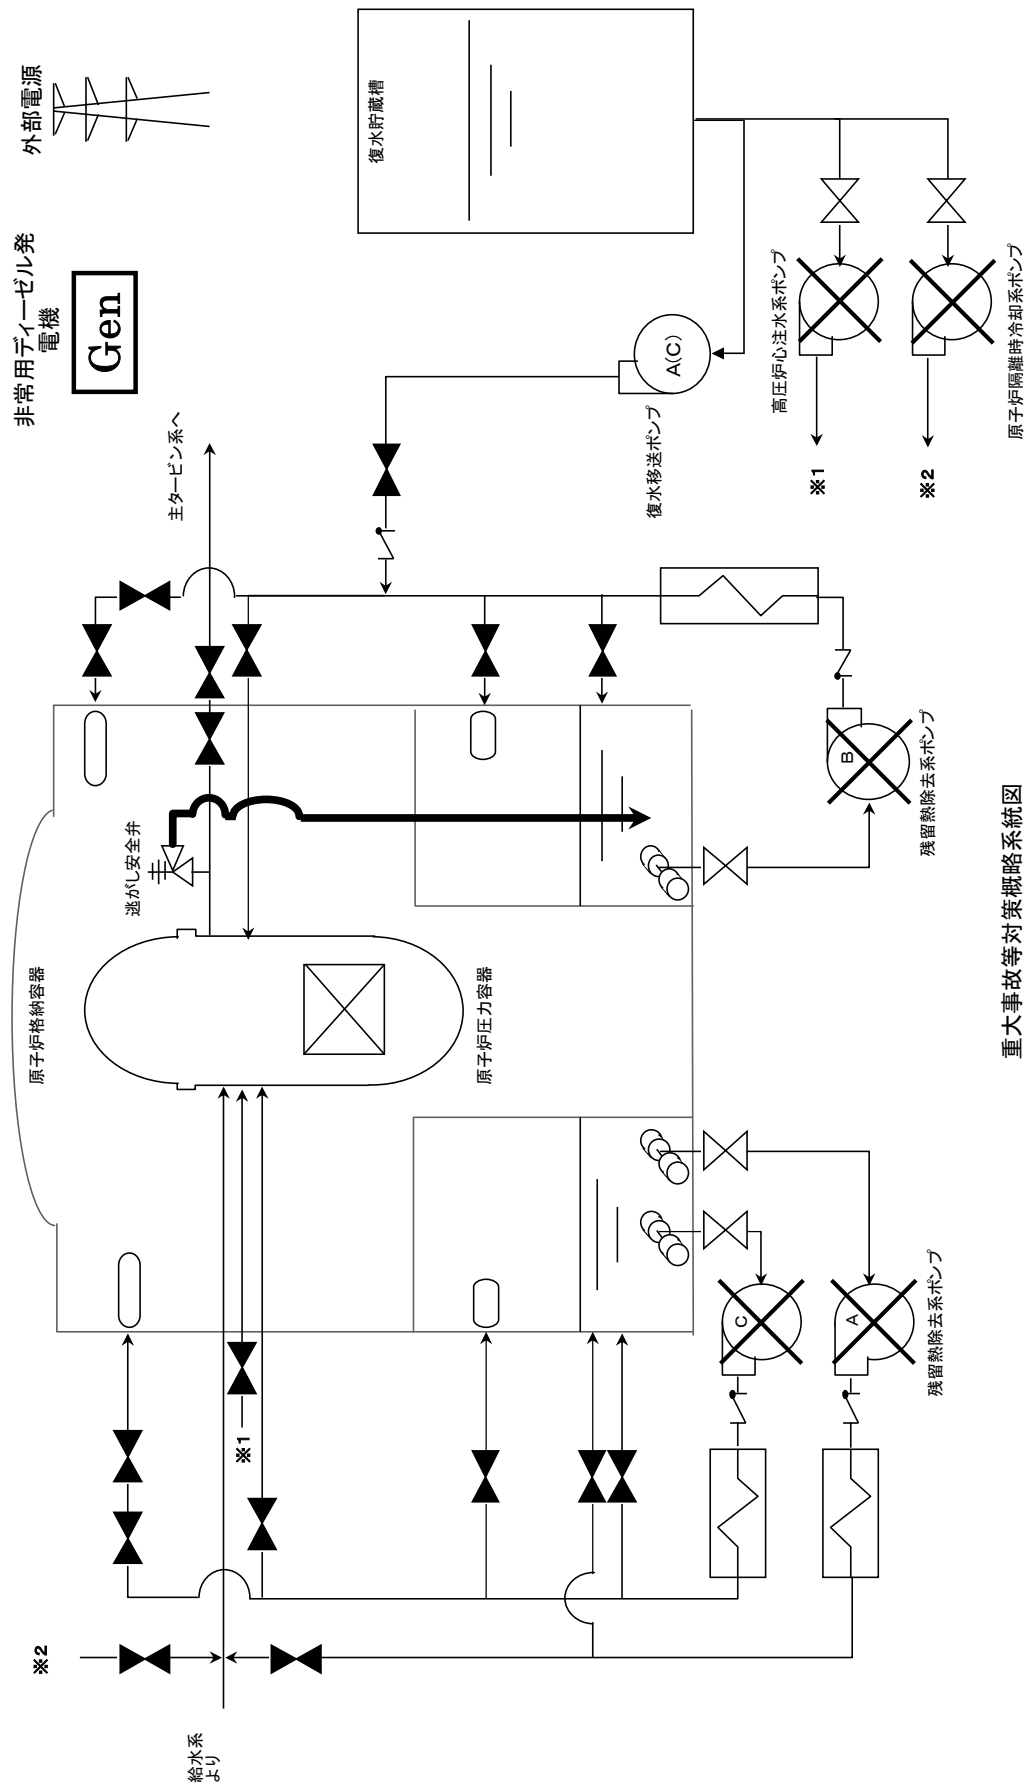 外部電源
非常用ディーゼル発
電機
Gen
復水貯蔵槽
主タービン系へ
A(C)
復水移送ポンプ
高圧炉心注水系ポンプ
※1
原子炉隔離時冷却系ポンプ
※2
逃がし安全弁
B
残留熱除去系ポンプ
原子炉格納容器
原子炉圧力容器
C
A
残留熱除去系ポンプ
※1
※2
給水系
より
重大事故等対策概略系統図